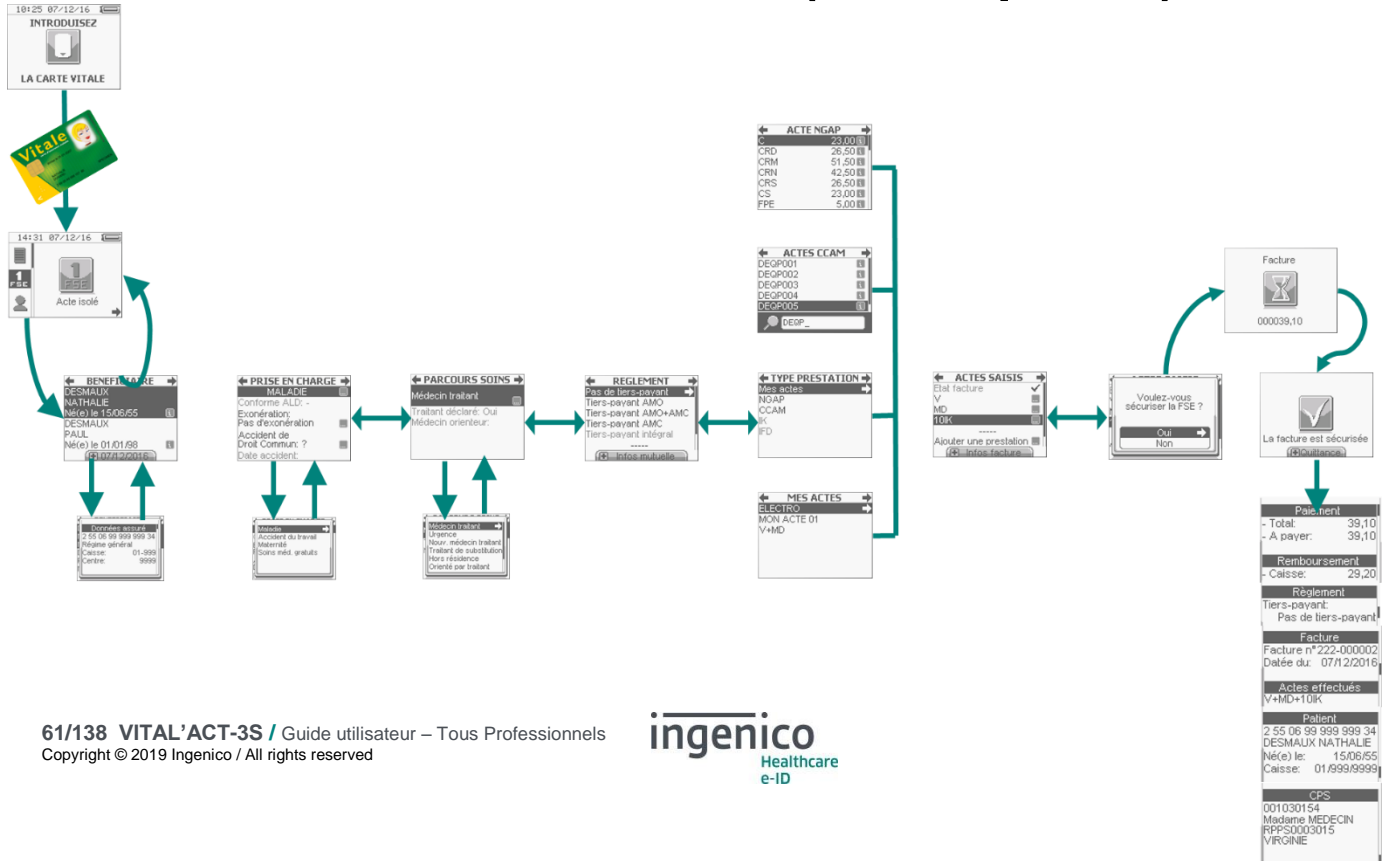 10:25 07/12/16
INTRODUISEZ
LA CARTE VITALE
Vitale
14:31 07/12/16
1
FSE
1
FSE
Acte isolé
BENEFICIAIRE
DESMAUX
NATHALIE
Né(e) le 15/06/55
DESMAUX
PAUL
Né(e) le 01/01/98
07/12/2016
Données assuré
2 55 06 99 999 999 34
Régime général
Caisse: 01-999
Centre: 9999
PRISE EN CHARGE
MALADIE
Conforme ALD: -
Exonération:
Pas d'exonération
Accident de
Droit Commun: ?
Date accident:
Maladie
Accident du travail
Maternité
Soins méd. gratuits
PARCOURS SOINS
Médecin traitant
Traitant déclaré: Oui
Médecin orienteur:
Médecin traitant
Urgence
Nouv. médecin traitant
Traitant de substitution
Hors résidence
Orienté par traitant
REGLEMENT
Pas de tiers-payant
Tiers-payant AMO
Tiers-payant AMO+AMC
Tiers-payant AMC
Tiers-payant intégral
-----
Infos mutuelle
ACTE NGAP
C 23,00
CRD 26,50
CRM 51,50
CRN 42,50
CRS 26,50
CS 23,00
FPE 5,00
ACTES CCAM
DEQP001
DEQP002
DEQP003
DEQP004
DEQP005
DEQP_
TYPE PRESTATION
Mes actes
NGAP
CCAM
IK
IFD
MES ACTES
ELECTRO
MON ACTE 01
V+MD
ACTES SAISIS
Etat facture
V
MD
10IK
-----
Ajouter une prestation
Infos facture
Voulez-vous
sécuriser la FSE ?
Oui
Non
Facture
000039,10
La facture est sécurisée
Quittance
Paiement
- Total: 39,10
- A payer: 39,10
Remboursement
- Caisse: 29,20
Règlement
Tiers-payant:
Pas de tiers-payant
Facture
Facture n°222-000002
Datée du: 07/12/2016
Actes effectués
V+MD+10IK
Patient
2 55 06 99 999 999 34
DESMAUX NATHALIE
Né(e) le: 15/06/55
Caisse: 01/999/9999
CPS
001030154
Madame MEDECIN
RPPS0003015
VIRGINIE
61/138 VITAL'ACT-3S / Guide utilisateur – Tous Professionnels
Copyright © 2019 Ingenico / All rights reserved
ingenico
Healthcare
e-ID